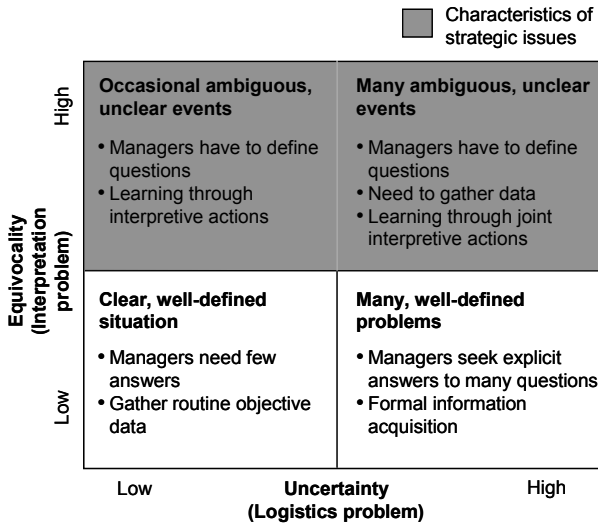 Characteristics of
strategic issues
High
Occasional ambiguous,
unclear events
• Managers have to define
questions
• Learning through
interpretive actions
Many ambiguous, unclear
events
• Managers have to define
questions
• Need to gather data
• Learning through joint
interpretive actions
Equivocality
(Interpretation
problem)
Low
Clear, well-defined
situation
• Managers need few
answers
• Gather routine objective
data
Many, well-defined
problems
• Managers seek explicit
answers to many questions
• Formal information
acquisition
Low
Uncertainty
(Logistics problem)
High